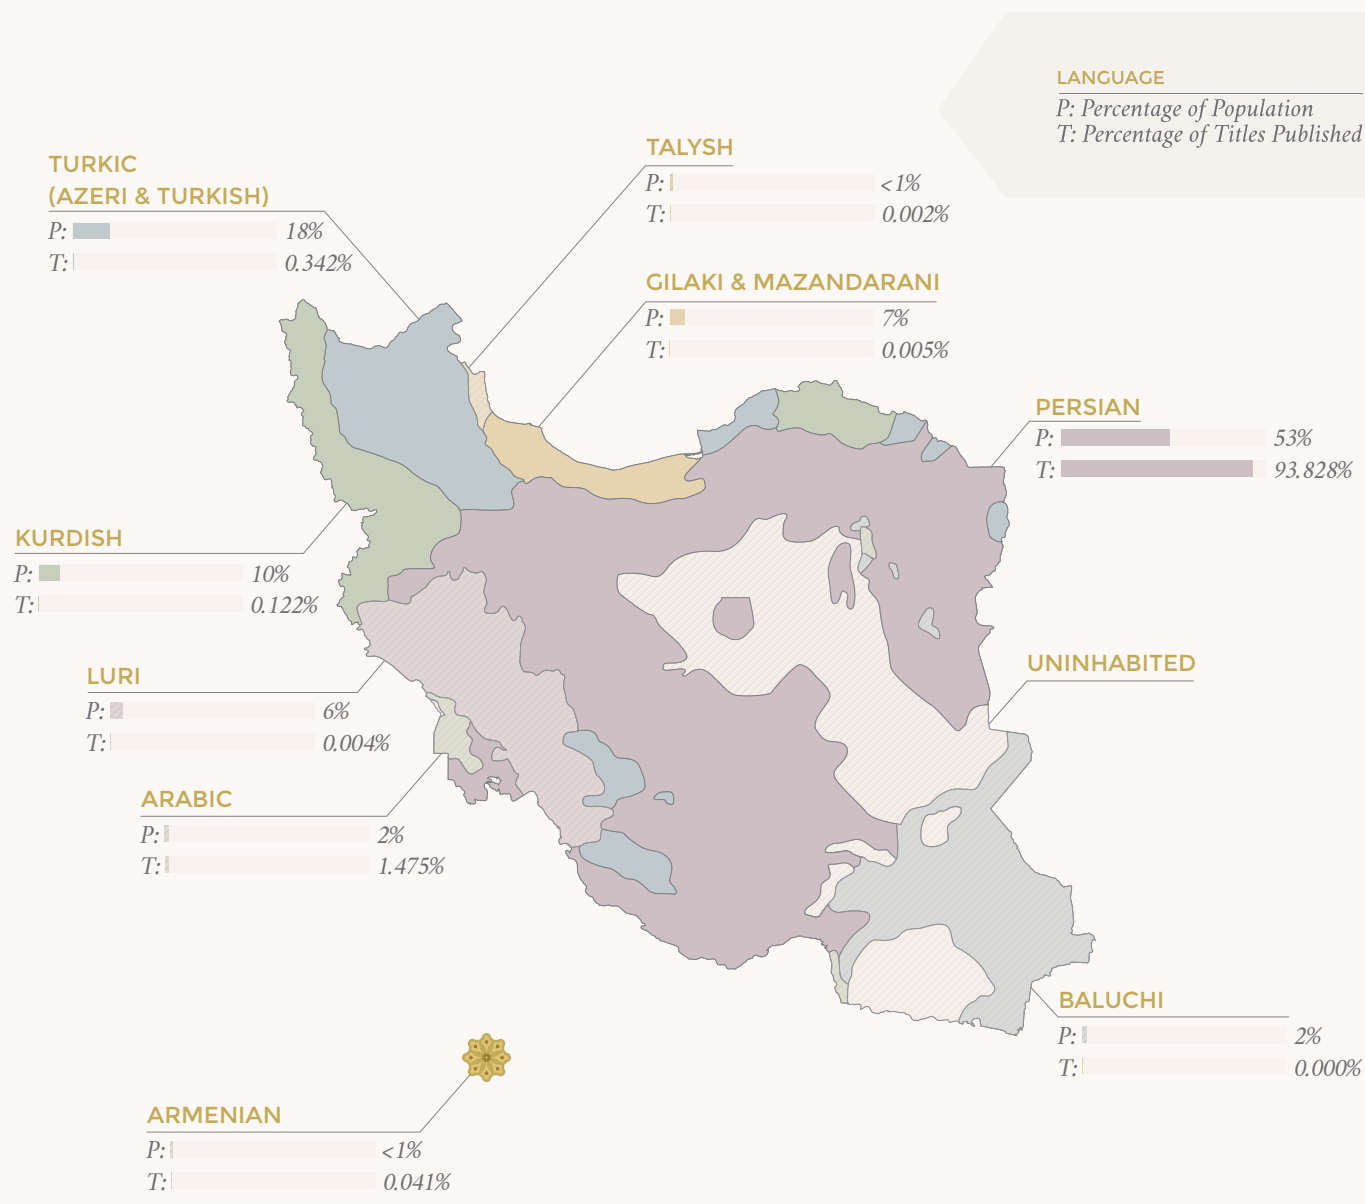 LANGUAGE
P: Percentage of Population
T: Percentage of Titles Published
TURKIC
(AZERI & TURKISH)
P: 18%
T: 0.342%
TALYSH
P: <1%
T: 0.002%
GILAKI & MAZANDARANI
P: 7%
T: 0.005%
PERSIAN
P: 53%
T: 93.828%
KURDISH
P: 10%
T: 0.122%
LURI
P: 6%
T: 0.004%
UNINHABITED
ARABIC
P: 2%
T: 1.475%
BALUCHI
P: 2%
T: 0.000%
ARMENIAN
P: <1%
T: 0.041%